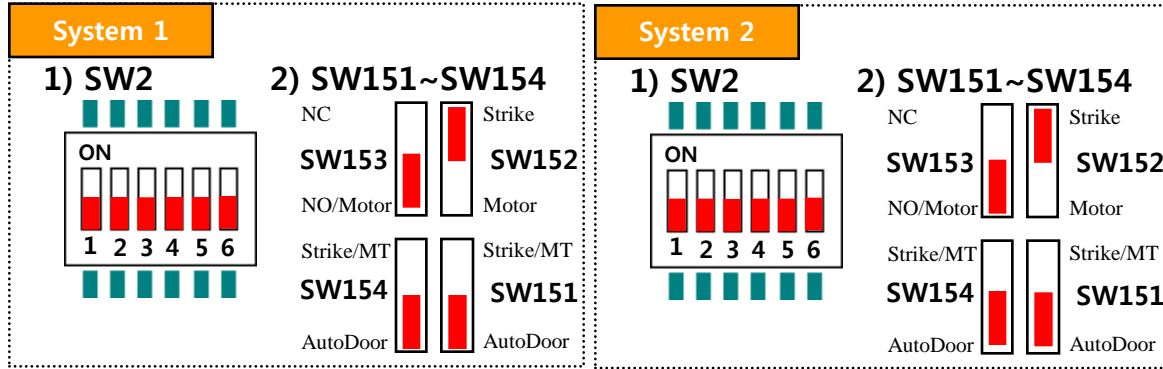 System 1
1) SW2
2) SW151~SW154
ON
1 2 3 4 5 6
NC
Strike
SW153
SW152
NO/Motor
Motor
Strike/MT
Strike/MT
SW154
SW151
AutoDoor
AutoDoor
System 2
1) SW2
2) SW151~SW154
ON
1 2 3 4 5 6
NC
Strike
SW153
SW152
NO/Motor
Motor
Strike/MT
Strike/MT
SW154
SW151
AutoDoor
AutoDoor